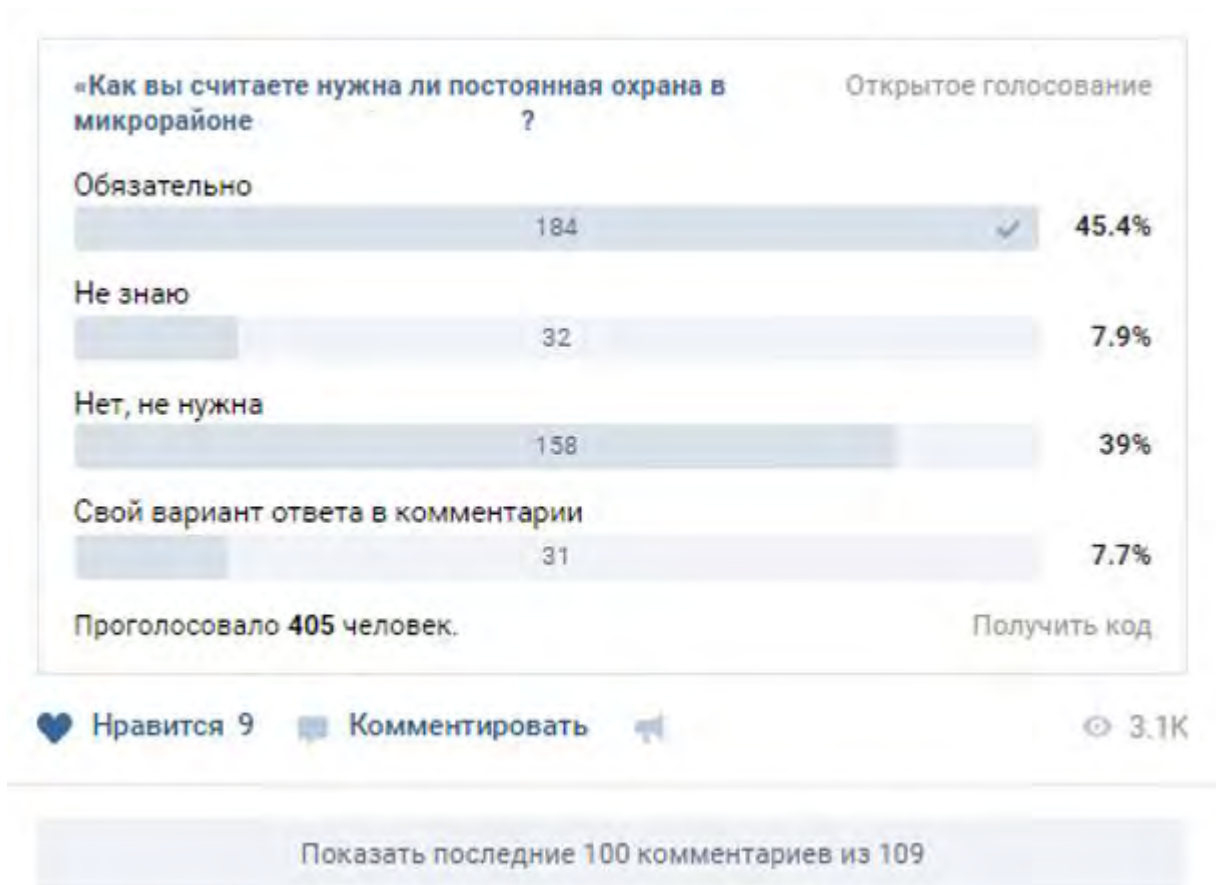 «Как вы считаете нужна ли постоянная охрана в
микрорайоне ?
Открытое голосование
Обязательно
184
45.4%
Не знаю
32
7.9%
Нет, не нужна
158
39%
Свой вариант ответа в комментарии
31
7.7%
Проголосовало 405 человек.
Получить код
Нравится 9
Комментировать
3.1K
Показать последние 100 комментариев из 109